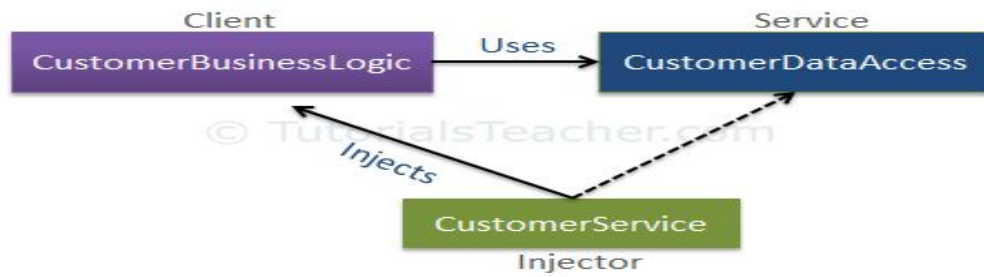 Client
Service
CustomerBusinessLogic
Uses
CustomerDataAccess
© TutorialsTeacher.com
Injects
CustomerService
Injector